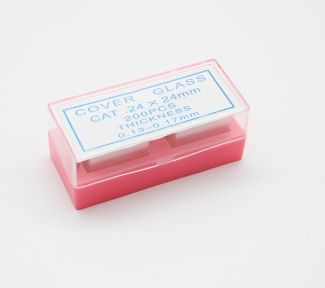 COVER GLASS
CAT .24 × 24mm
200PCS
THICKNESS
0.13-0.17mm